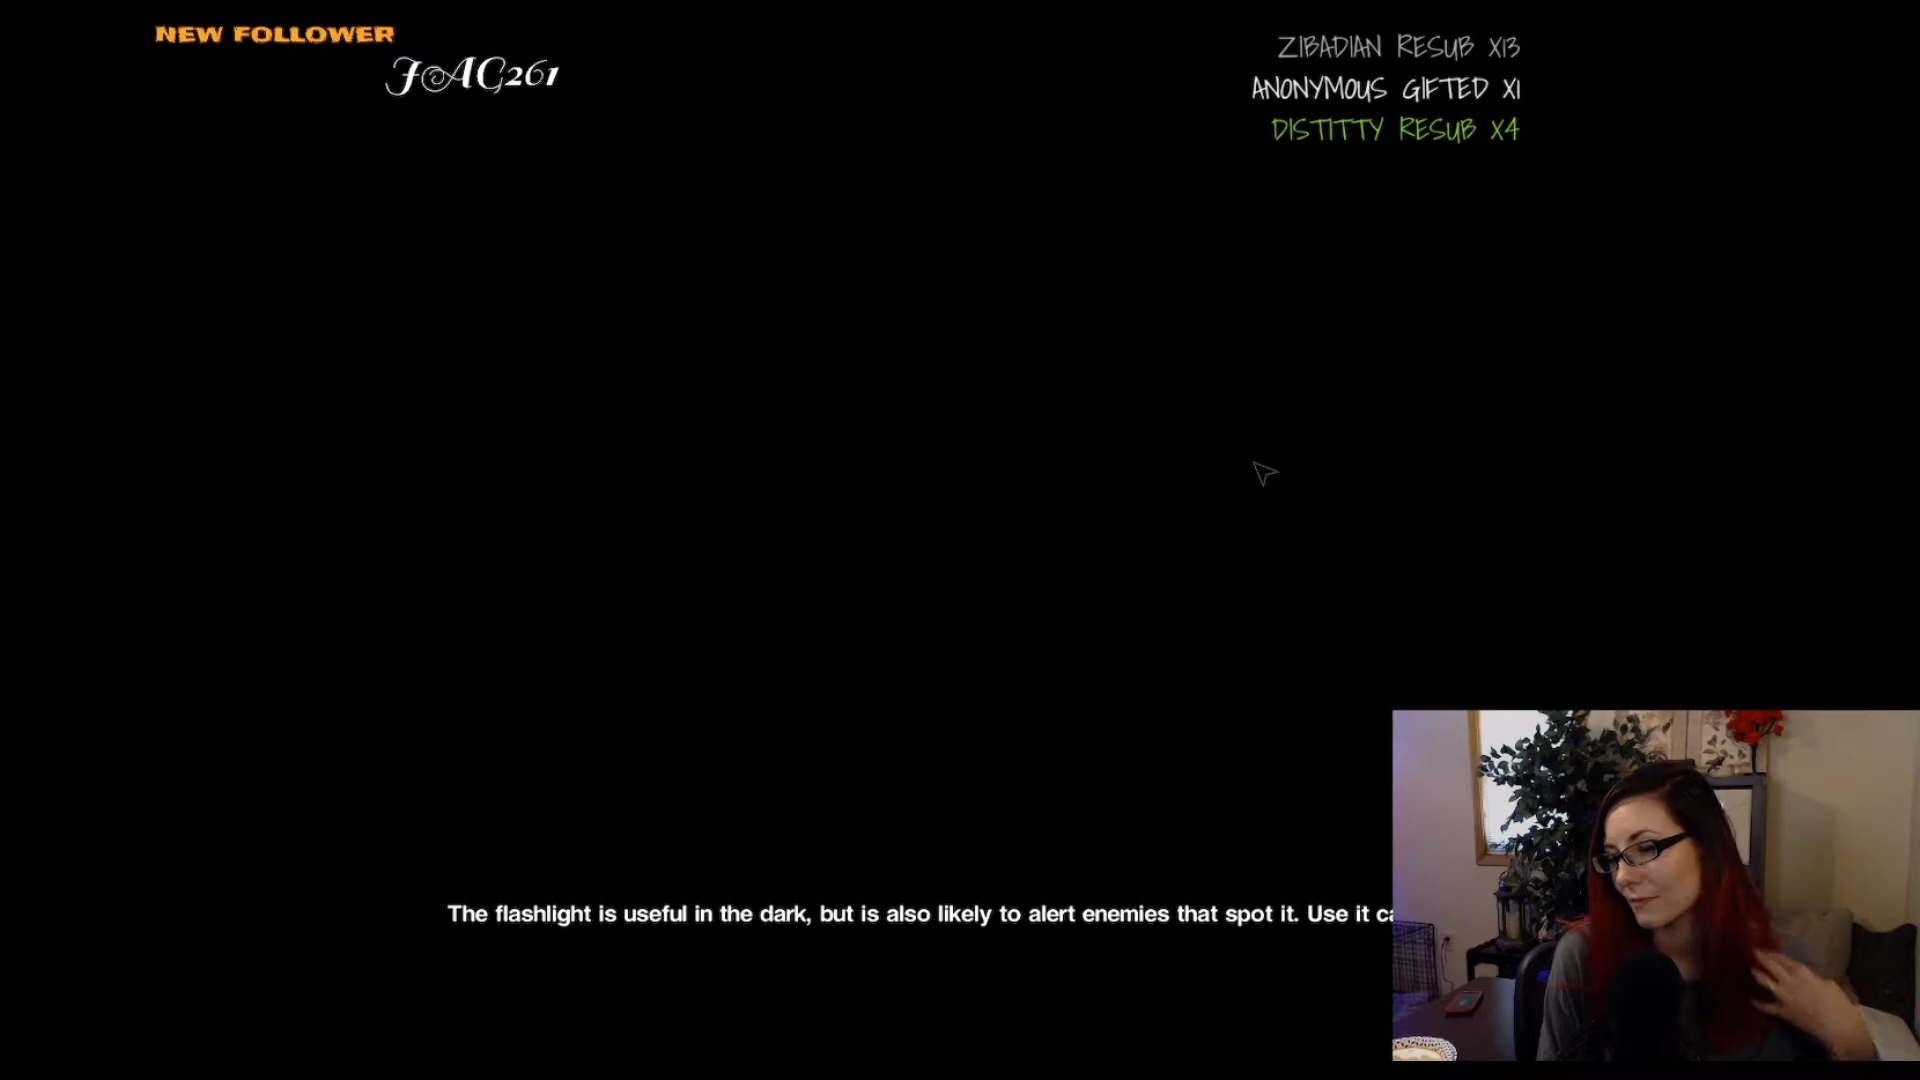 NEW FOLLOWER
JAG261
ZIBADIAN RESUB X13
ANONYMOUS GIFTED X1
DISTITTY RESUB X4
The flashlight is useful in the dark, but is also likely to alert enemies that spot it. Use it